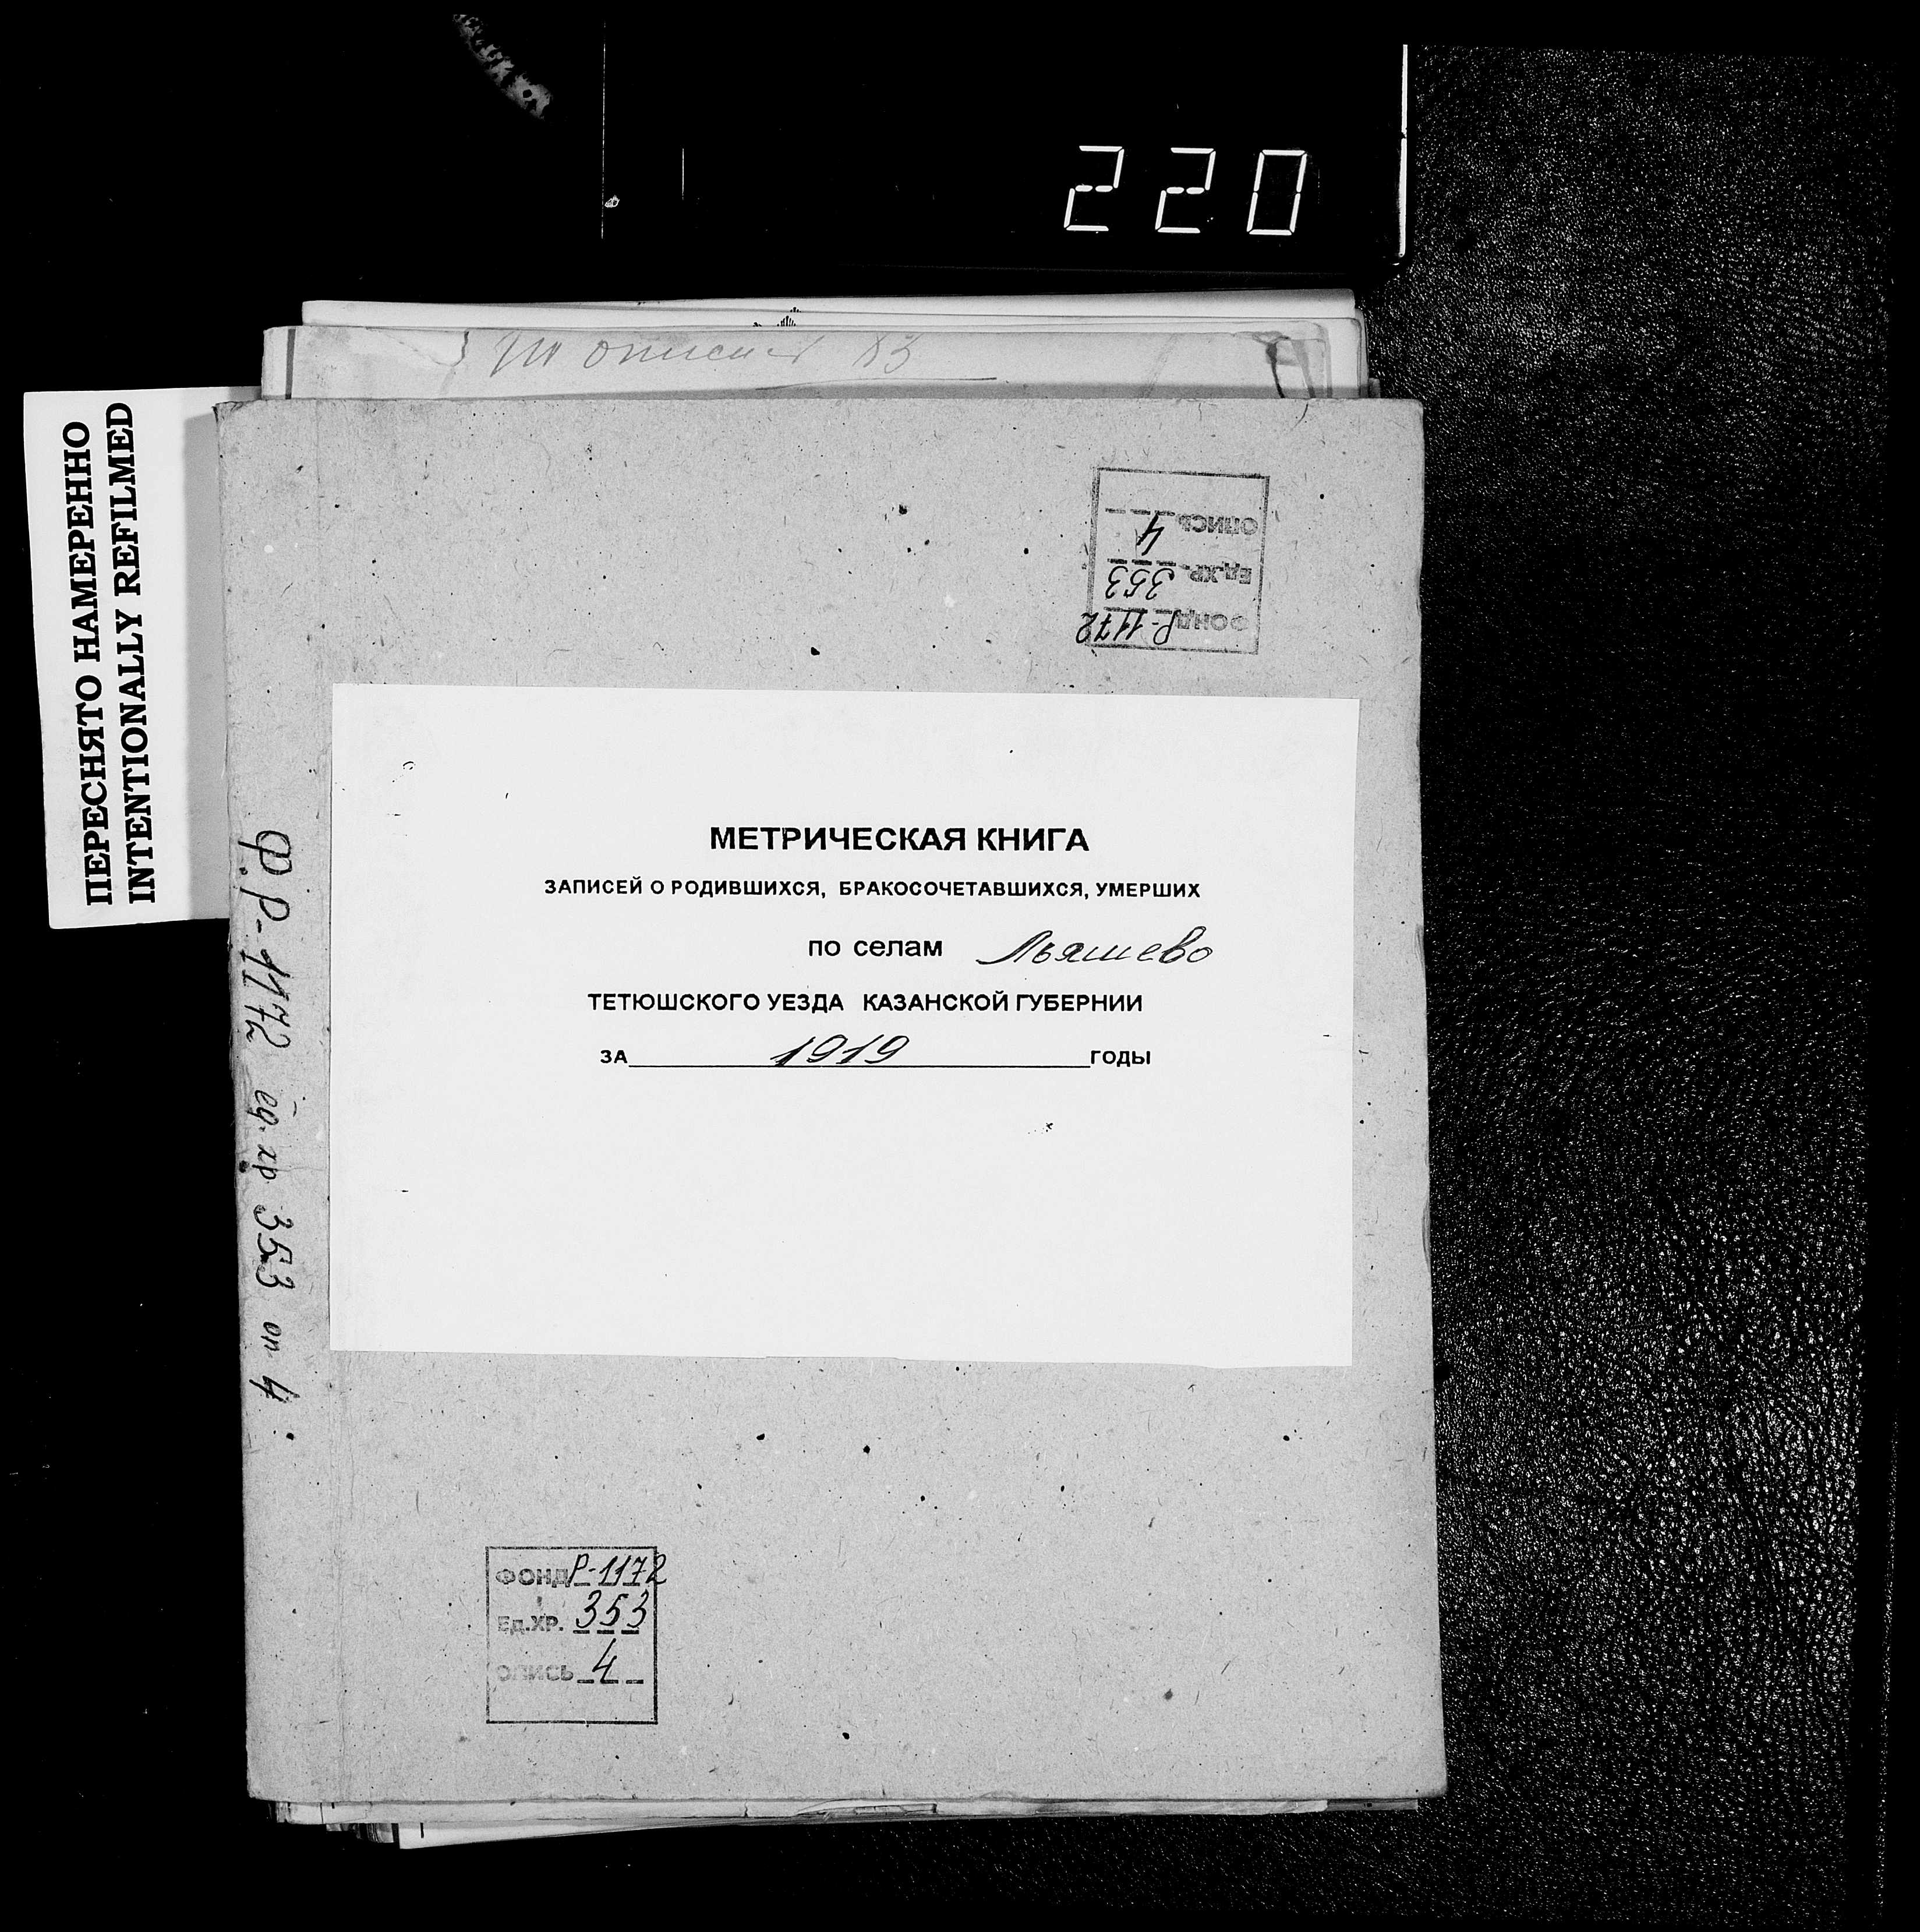 220
ПЕРЕСНЯТО НАМЕРЕННО
INTENTIONALLY REFILMED
ОПИСЬ 4
ЕД.ХР. 353
ФОНД Р-1172
МЕТРИЧЕСКАЯ КНИГА
ЗАПИСЕЙ О РОДИВШИХСЯ, БРАКОСОЧЕТАВШИХСЯ, УМЕРШИХ
по селам Льяшево
ТЕТЮШСКОГО УЕЗДА КАЗАНСКОЙ ГУБЕРНИИ
ЗА 1919 ГОДЫ
Ф.Р-1172 ед.хр 353 оп 4
ФОНД Р-1172
ЕД.ХР. 353
ОПИСЬ 4